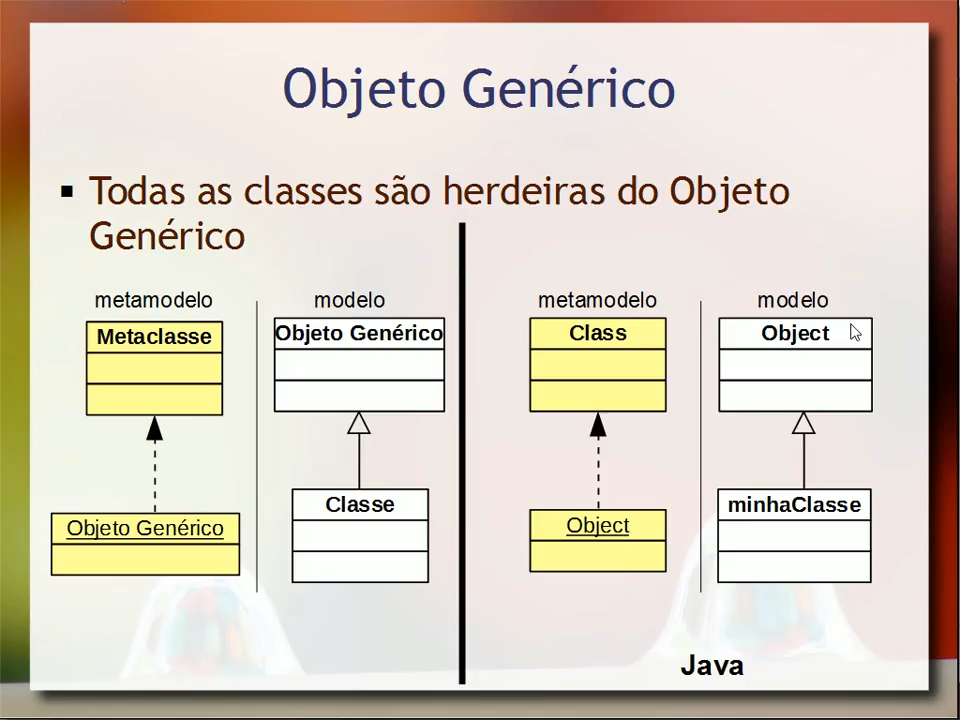 Objeto Genérico
Todas as classes são herdeiras do Objeto
Genérico
metamodelo
modelo
Metaclasse
Objeto Genérico
Objeto Genérico
Classe
metamodelo
modelo
Class
Object
Object
minhaClasse
Java